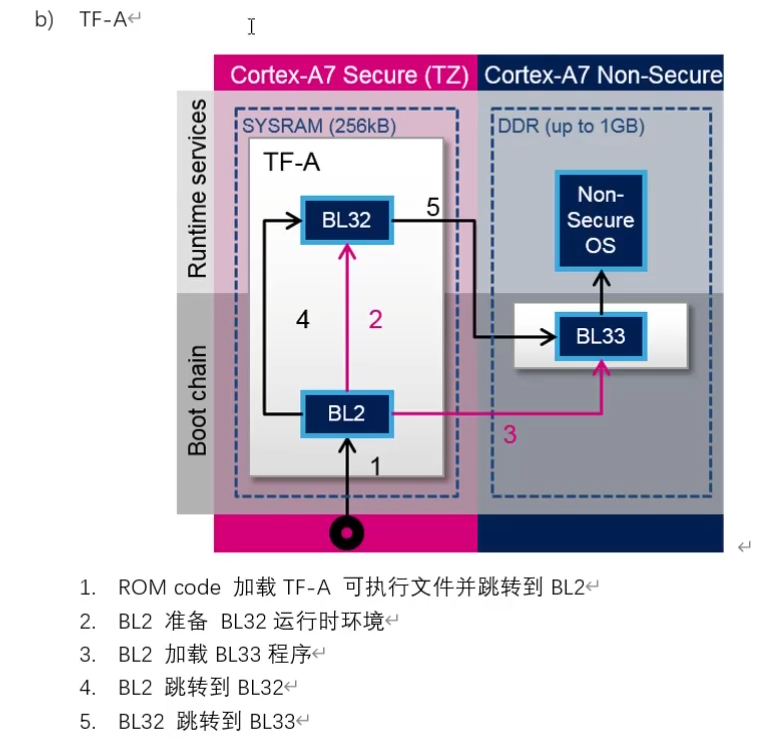 b) TF-A
Cortex-A7 Secure (TZ) Cortex-A7 Non-Secure
Runtime services
SYSRAM (256kB)
DDR (up to 1GB)
TF-A
Non-
Secure
OS
BL32
5
4
2
BL33
Boot chain
BL2
3
1
1. ROM code 加载 TF-A 可执行文件并跳转到 BL2
2. BL2 准备 BL32 运行时环境
3. BL2 加载 BL33 程序
4. BL2 跳转到 BL32
5. BL32 跳转到 BL33